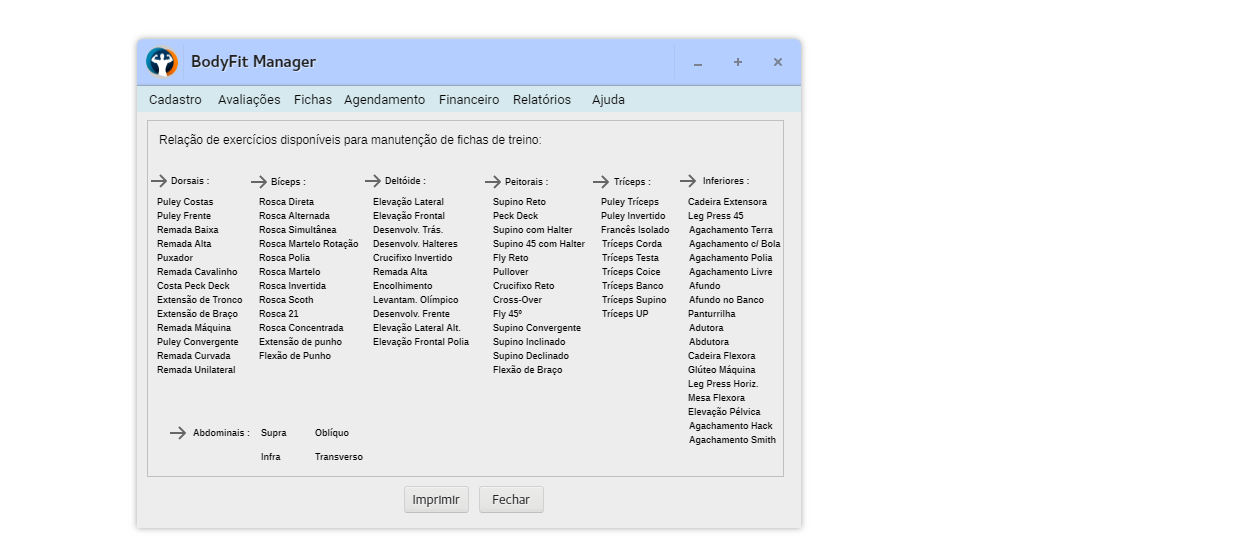 BodyFit Manager
Cadastro Avaliações Fichas Agendamento Financeiro Relatórios Ajuda
Relação de exercícios disponíveis para manutenção de fichas de treino:
Dorsais :
Puley Costas
Puley Frente
Remada Baixa
Remada Alta
Puxador
Remada Cavalinho
Costa Peck Deck
Extensão de Tronco
Extensão de Braço
Remada Máquina
Puley Convergente
Remada Curvada
Remada Unilateral
Bíceps :
Rosca Direta
Rosca Alternada
Rosca Simultânea
Rosca Martelo Rotação
Rosca Polia
Rosca Martelo
Rosca Invertida
Rosca Scoth
Rosca 21
Rosca Concentrada
Extensão de punho
Flexão de Punho
Deltóide :
Elevação Lateral
Elevação Frontal
Desenvolv. Trás.
Desenvolv. Halteres
Crucifixo Invertido
Remada Alta
Encolhimento
Levantam. Olímpico
Desenvolv. Frente
Elevação Lateral Alt.
Elevação Frontal Polia
Peitorais :
Supino Reto
Peck Deck
Supino com Halter
Supino 45 com Halter
Fly Reto
Pullover
Crucifixo Reto
Cross-Over
Fly 45º
Supino Convergente
Supino Inclinado
Supino Declinado
Flexão de Braço
Tríceps :
Puley Tríceps
Puley Invertido
Francês Isolado
Tríceps Corda
Tríceps Testa
Tríceps Coice
Tríceps Banco
Tríceps Supino
Tríceps UP
Inferiores :
Cadeira Extensora
Leg Press 45
Agachamento Terra
Agachamento c/ Bola
Agachamento Polia
Agachamento Livre
Afundo
Afundo no Banco
Panturrilha
Adutora
Abdutora
Cadeira Flexora
Glúteo Máquina
Leg Press Horiz.
Mesa Flexora
Elevação Pélvica
Agachamento Hack
Agachamento Smith
Abdominais : Supra Oblíquo
Infra Transverso
Imprimir Fechar